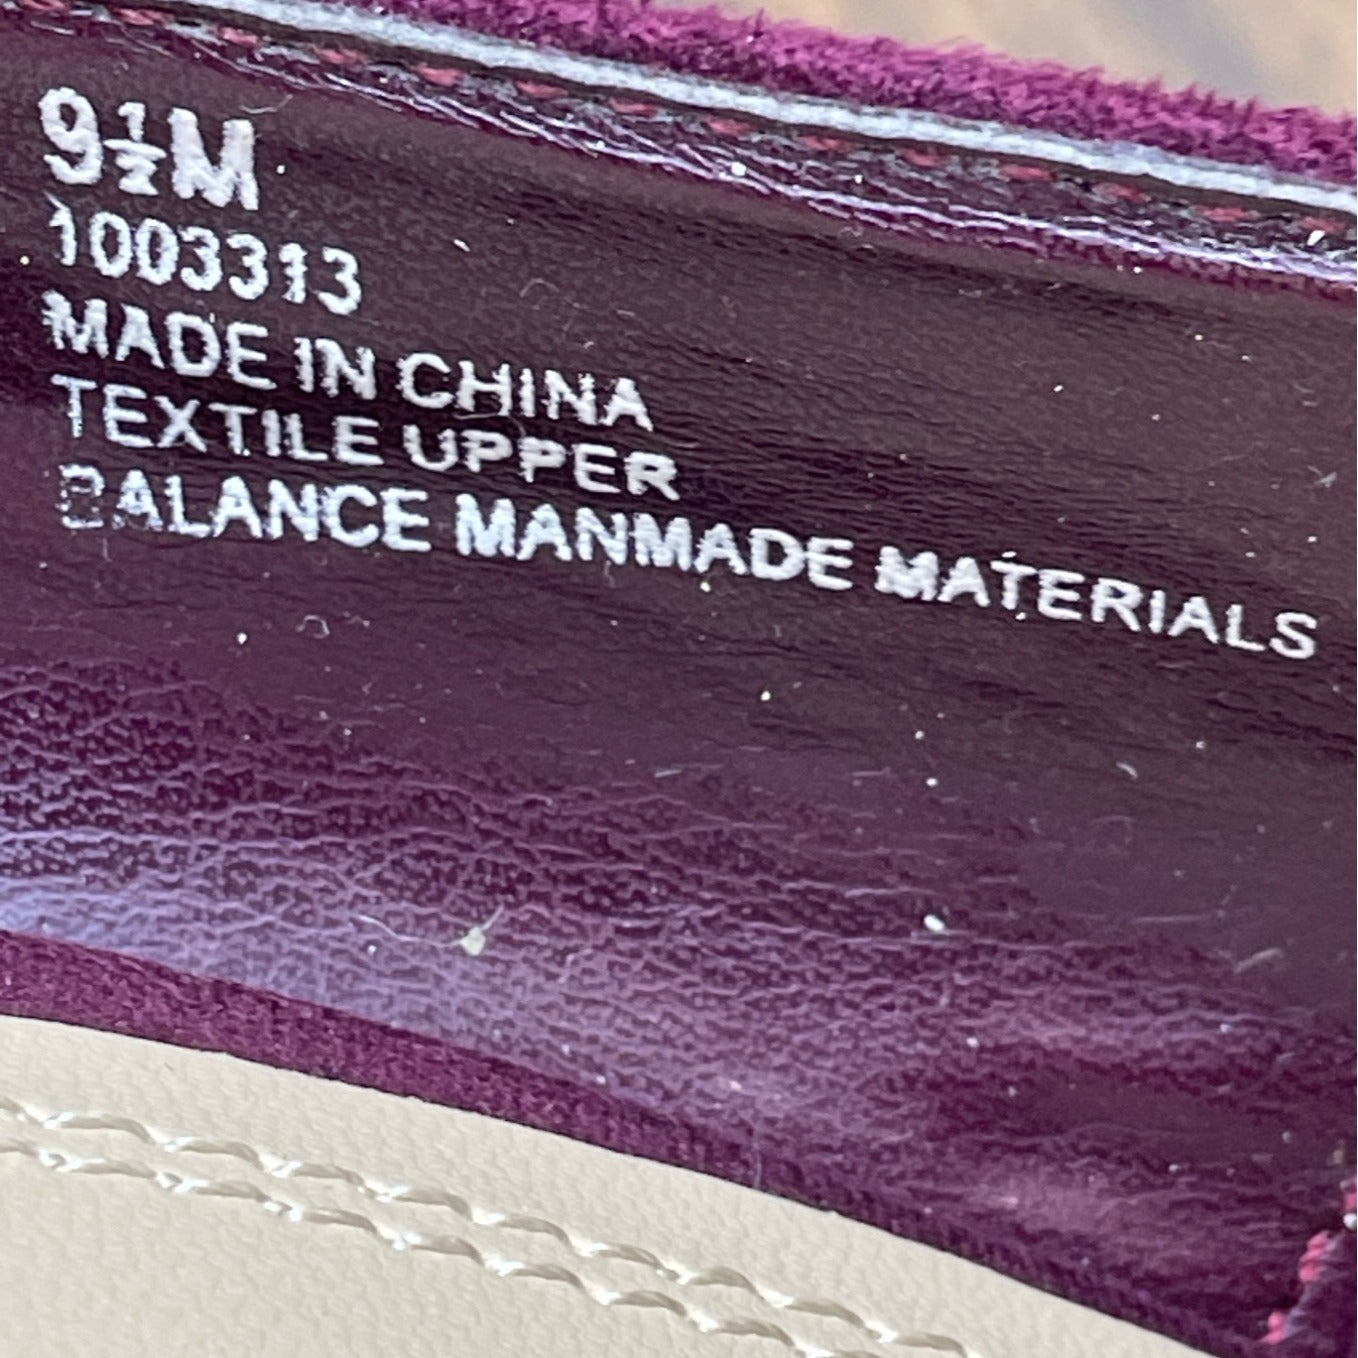 9½M
1003313
MADE IN CHINA
TEXTILE UPPER
BALANCE MANMADE MATERIALS